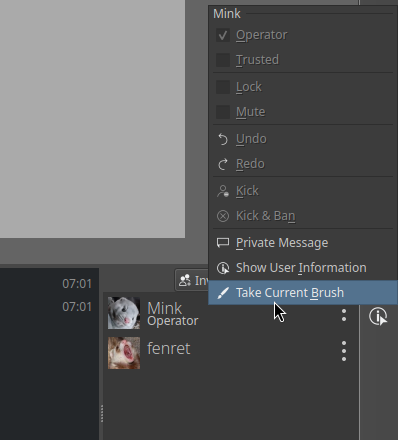 Mink
Operator
Trusted
Lock
Mute
Undo
Redo
Kick
Kick & Ban
Private Message
Show User Information
Take Current Brush
07:01
07:01
Mink
Operator
fenret